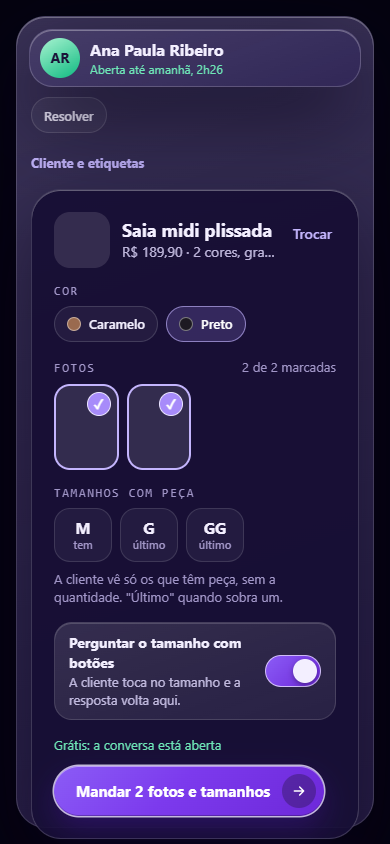 AR
Ana Paula Ribeiro
Aberta até amanhã, 2h26
Resolver
Cliente e etiquetas
Saia midi plissada
Trocar
R$ 189,90 · 2 cores, gra...
COR
Caramelo
Preto
FOTOS
2 de 2 marcadas
TAMANHOS COM PEÇA
M
tem
G
último
GG
último
A cliente vê só os que têm peça, sem a
quantidade. "Último" quando sobra um.
Perguntar o tamanho com
botões
A cliente toca no tamanho e a
resposta volta aqui.
Grátis: a conversa está aberta
Mandar 2 fotos e tamanhos